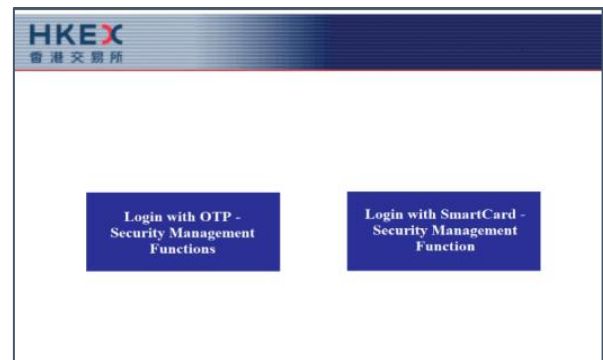 HKEX
香港交易所
Login with OTP -
Security Management
Functions
Login with SmartCard -
Security Management
Function